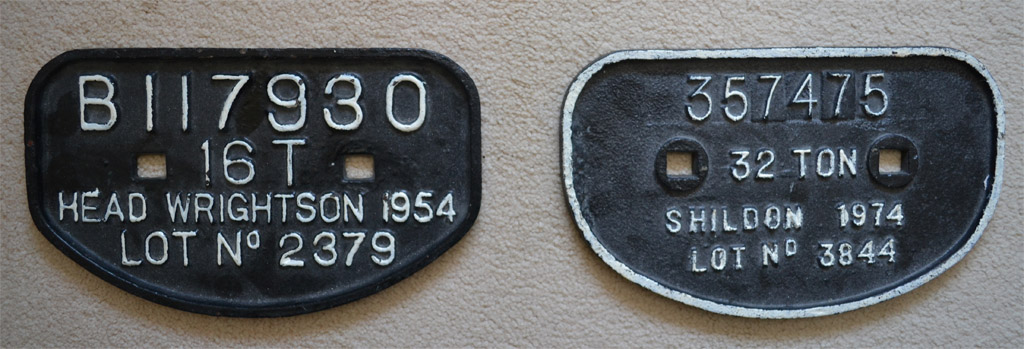 B117930
16T
HEAD WRIGHTSON 1954
LOT Nº 2379
357475
32 TON
SHILDON 1974
LOT Nº 3844